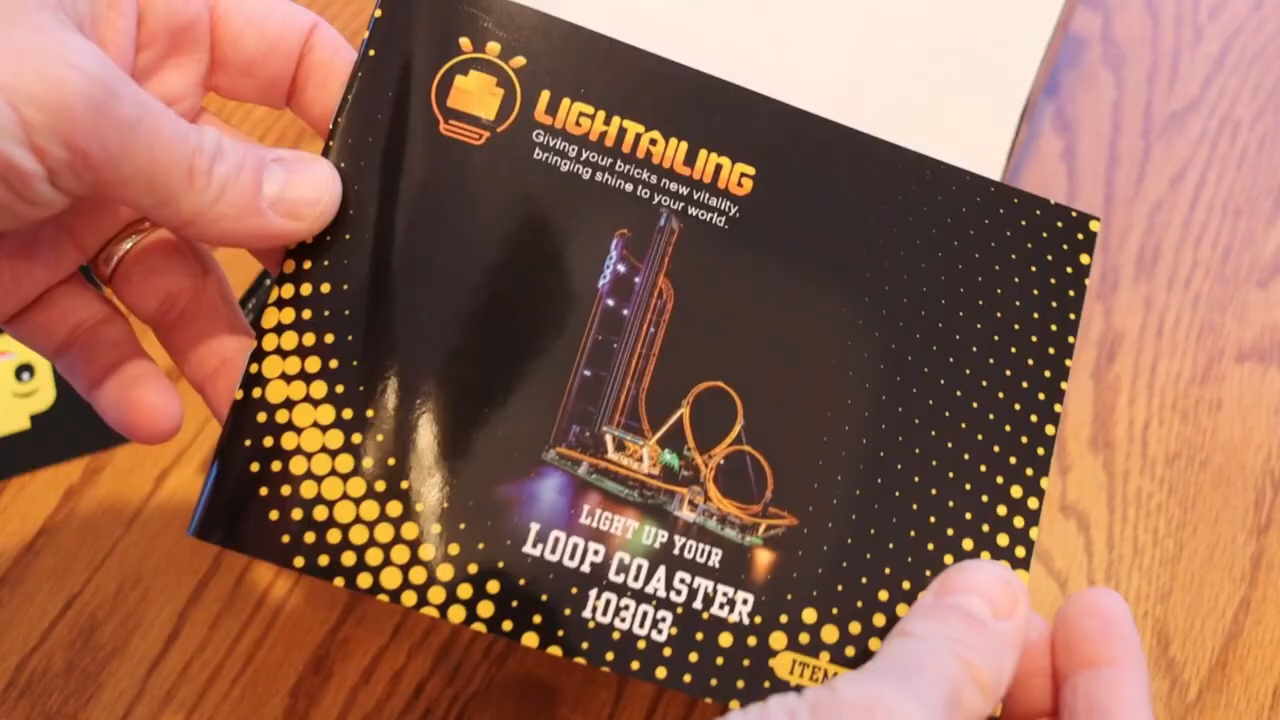 LIGHTAILING
Giving your bricks new vitality,
bringing shine to your world.
LIGHT UP YOUR
LOOP COASTER
10303
ITEM